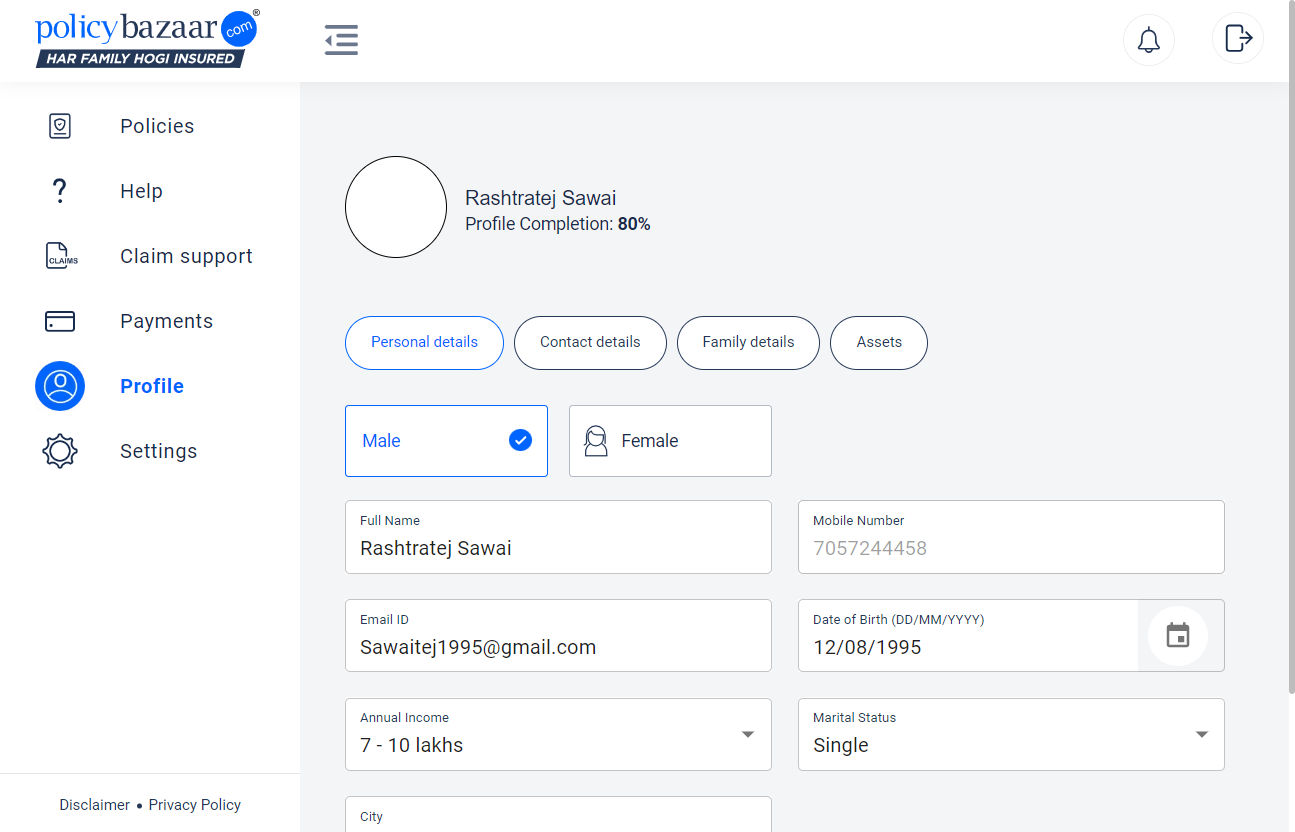 policybazaar com ®
HAR FAMILY HOGI INSURED
Policies
Help
CLAIMS Claim support
Payments
Profile
Settings
Disclaimer • Privacy Policy
Rashtratej Sawai
Profile Completion: 80%
Personal details Contact details Family details Assets
Male Female
Full Name
Rashtratej Sawai
Mobile Number
7057244458
Email ID
Sawaitej1995@gmail.com
Date of Birth (DD/MM/YYYY)
12/08/1995
Annual Income
7 - 10 lakhs
Marital Status
Single
City